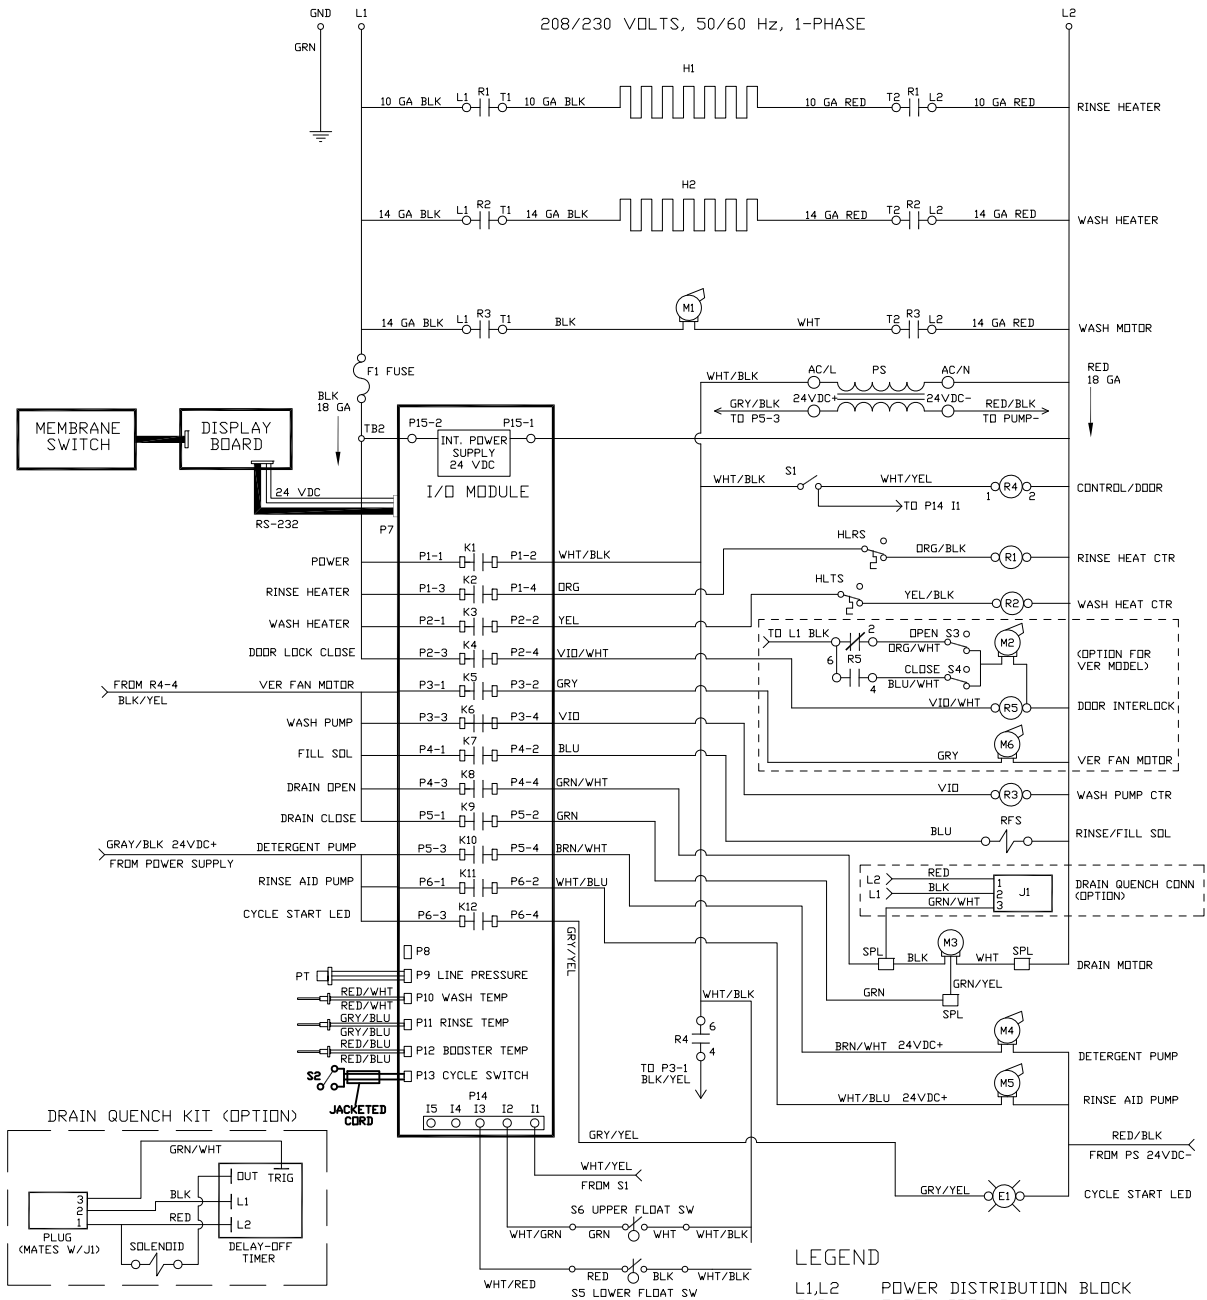 GND L1 208/230 VOLTS, 50/60 Hz, 1-PHASE L2
GRN
H1
10 GA BLK L1 R1 T1 10 GA BLK 10 GA RED T2 R1 L2 10 GA RED RINSE HEATER
H2
14 GA BLK L1 R2 T1 14 GA BLK 14 GA RED T2 R2 L2 14 GA RED WASH HEATER
14 GA BLK L1 R3 T1 BLK M1 WHT T2 R3 L2 14 GA RED WASH MOTOR
F1 FUSE
BLK
18 GA
RED
18 GA
WHT/BLK AC/L PS AC/N
GRY/BLK 24VDC+ 24VDC- RED/BLK
TO P5-3 TO PUMP-
MEMBRANE
SWITCH
DISPLAY
BOARD
TB2 P15-2 P15-1
INT. POWER
SUPPLY
24 VDC
I/O MODULE
24 VDC
RS-232
P7
WHT/BLK S1 WHT/YEL 1 R4 2 CONTROL/DOOR
TO P14 I1
POWER P1-1 K1 P1-2 WHT/BLK
HLRS ORG/BLK R1 RINSE HEAT CTR
RINSE HEATER P1-3 K2 P1-4 ORG
HLTS YEL/BLK R2 WASH HEAT CTR
WASH HEATER P2-1 K3 P2-2 YEL
DOOR LOCK CLOSE P2-3 K4 P2-4 VIO/WHT
TO L1 BLK 2 OPEN S3 M2
ORG/WHT
6 R5 CLOSE S4
4 BLU/WHT
(OPTION FOR
VER MODEL)
FROM R4-4
BLK/YEL
VER FAN MOTOR P3-1 K5 P3-2 GRY
VIO/WHT R5 DOOR INTERLOCK
WASH PUMP P3-3 K6 P3-4 VIO
M6
GRY VER FAN MOTOR
FILL SOL P4-1 K7 P4-2 BLU
DRAIN OPEN P4-3 K8 P4-4 GRN/WHT
VIO R3 WASH PUMP CTR
DRAIN CLOSE P5-1 K9 P5-2 GRN
BLU RFS RINSE/FILL SOL
GRAY/BLK 24VDC+
FROM POWER SUPPLY
DETERGENT PUMP P5-3 K10 P5-4 BRN/WHT
RINSE AID PUMP P6-1 K11 P6-2 WHT/BLU
CYCLE START LED P6-3 K12 P6-4
GRY/YEL
L2 RED 1
L1 BLK 2 J1
GRN/WHT 3
DRAIN QUENCH CONN
(OPTION)
SPL BLK M3 WHT SPL DRAIN MOTOR
GRN GRN/YEL
SPL
P8
PT P9 LINE PRESSURE
RED/WHT
RED/WHT
P10 WASH TEMP
GRY/BLU
GRY/BLU
P11 RINSE TEMP
RED/BLU
RED/BLU
P12 BOOSTER TEMP
S2 P13 CYCLE SWITCH
JACKETED
CORD
P14
I5 I4 I3 I2 I1
WHT/BLK
R4 6
4
TO P3-1
BLK/YEL
BRN/WHT 24VDC+ M4 DETERGENT PUMP
WHT/BLU 24VDC+ M5 RINSE AID PUMP
GRY/YEL
RED/BLK
FROM PS 24VDC-
WHT/YEL
FROM S1
GRY/YEL E1 CYCLE START LED
S6 UPPER FLOAT SW
WHT/GRN GRN WHT WHT/BLK
WHT/RED RED BLK WHT/BLK
S5 LOWER FLOAT SW
DRAIN QUENCH KIT (OPTION)
GRN/WHT
OUT TRIG
3
2
1
BLK L1
RED L2
PLUG
(MATES W/J1)
SOLENOID
DELAY-OFF
TIMER
LEGEND
L1,L2 POWER DISTRIBUTION BLOCK